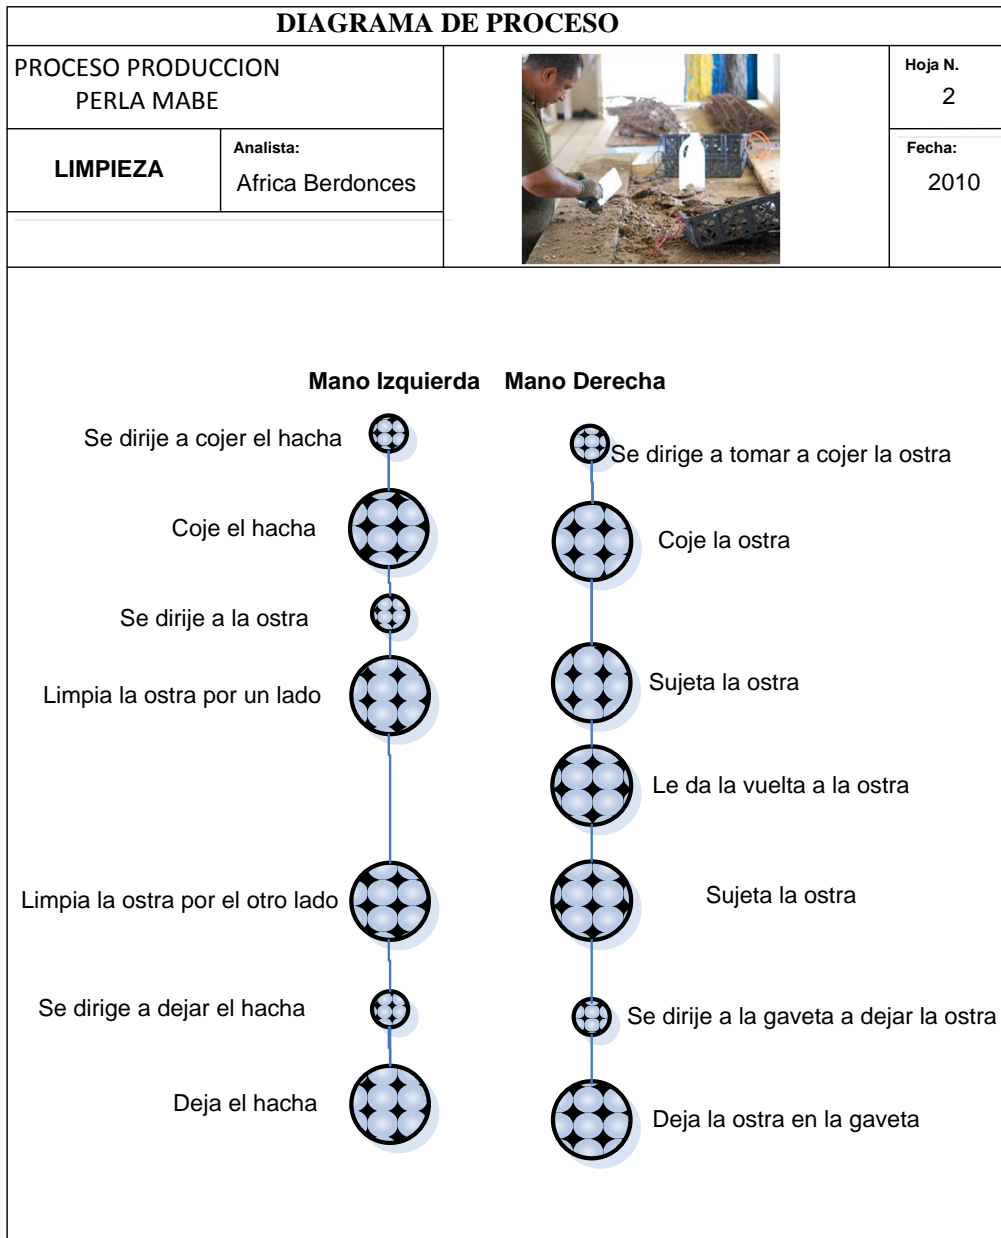 DIAGRAMA DE PROCESO
PROCESO PRODUCCION
PERLA MABE
Hoja N.
2
LIMPIEZA
Analista:
Africa Berdonces
Fecha:
2010
Mano Izquierda
Mano Derecha
Se dirije a cojer el hacha
Se dirige a tomar a cojer la ostra
Coje el hacha
Coje la ostra
Se dirije a la ostra
Limpia la ostra por un lado
Sujeta la ostra
Le da la vuelta a la ostra
Limpia la ostra por el otro lado
Sujeta la ostra
Se dirige a dejar el hacha
Se dirije a la gaveta a dejar la ostra
Deja el hacha
Deja la ostra en la gaveta